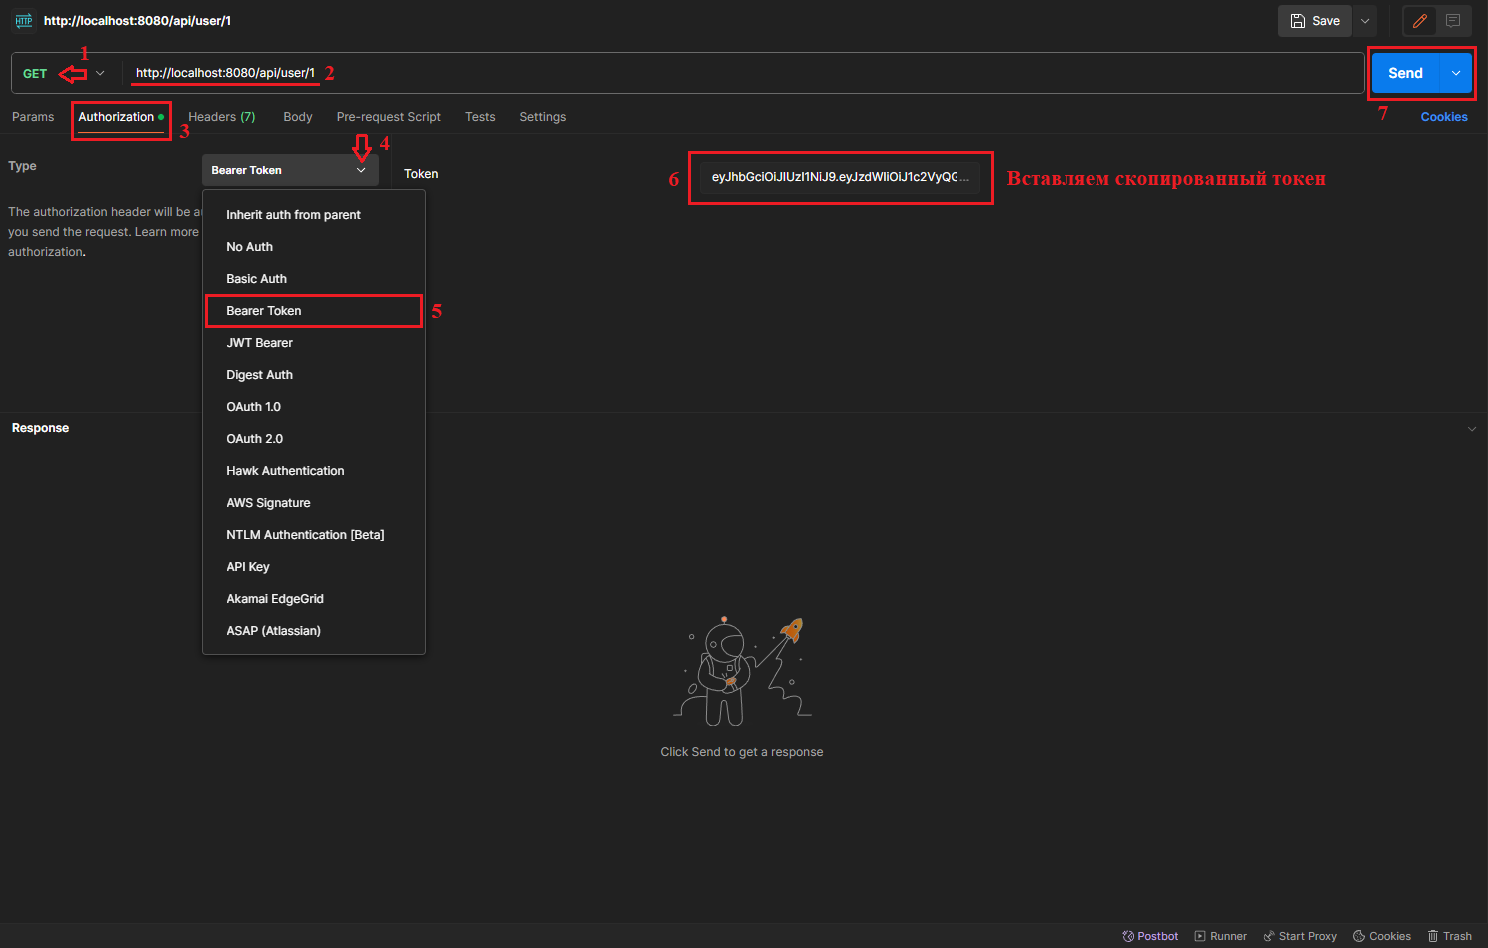 HTTP http://localhost:8080/api/user/1
Save
1
GET
http://localhost:8080/api/user/1 2
Send
Params Authorization Headers (7) Body Pre-request Script Tests Settings
3
7
Cookies
4
Type
Bearer Token
Token
6
eyJhbGciOiJIUzI1NiJ9.eyJzdWIiOiJ1c2VyQG...
Вставляем скопированный токен
The authorization header will be au
you send the request. Learn more
authorization.
Inherit auth from parent
No Auth
Basic Auth
Bearer Token 5
JWT Bearer
Digest Auth
OAuth 1.0
OAuth 2.0
Hawk Authentication
AWS Signature
NTLM Authentication [Beta]
API Key
Akamai EdgeGrid
ASAP (Atlassian)
Response
Click Send to get a response
Postbot Runner Start Proxy Cookies Trash